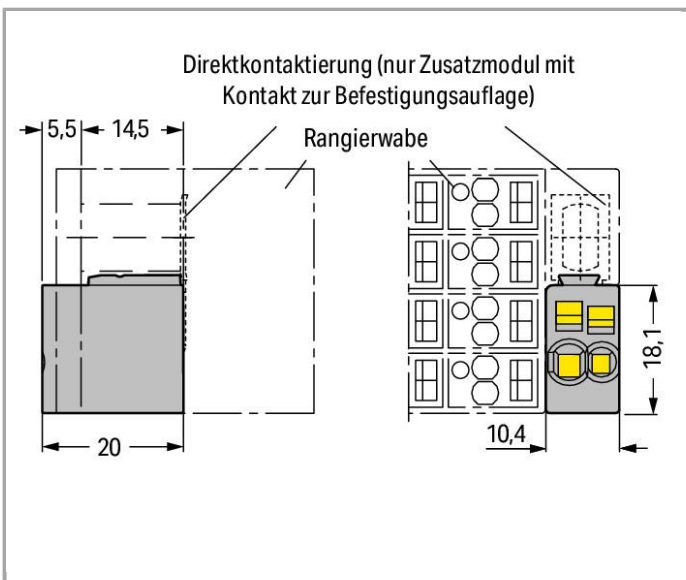 Direktkontaktierung (nur Zusatzmodul mit
Kontakt zur Befestigungsauflage)
5,5
14,5
Rangierwabe
18,1
20
10,4